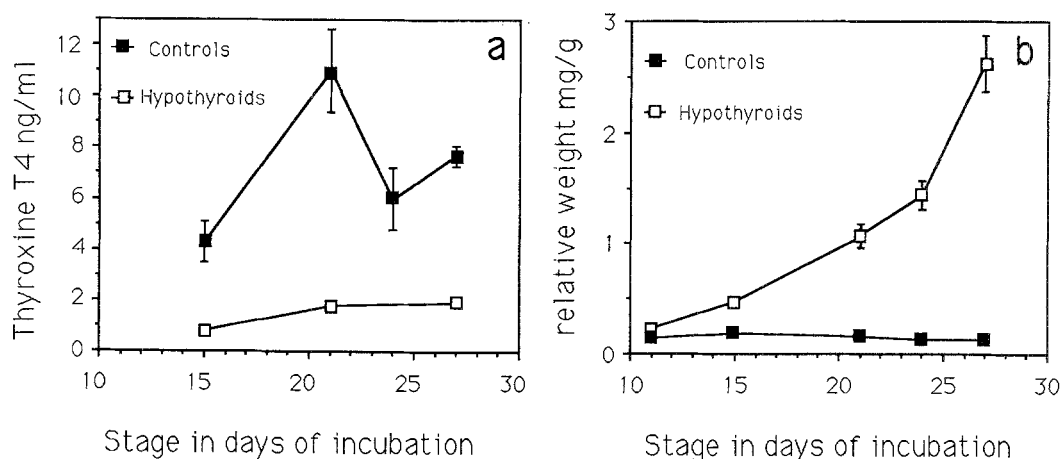 a
Controls
Hypothyroids
Thyroxine T4 ng/ml
12
10
8
6
4
2
0
10 15 20 25 30
Stage in days of incubation
b
Controls
Hypothyroids
relative weight mg/g
3
2
1
0
10 15 20 25 30
Stage in days of incubation